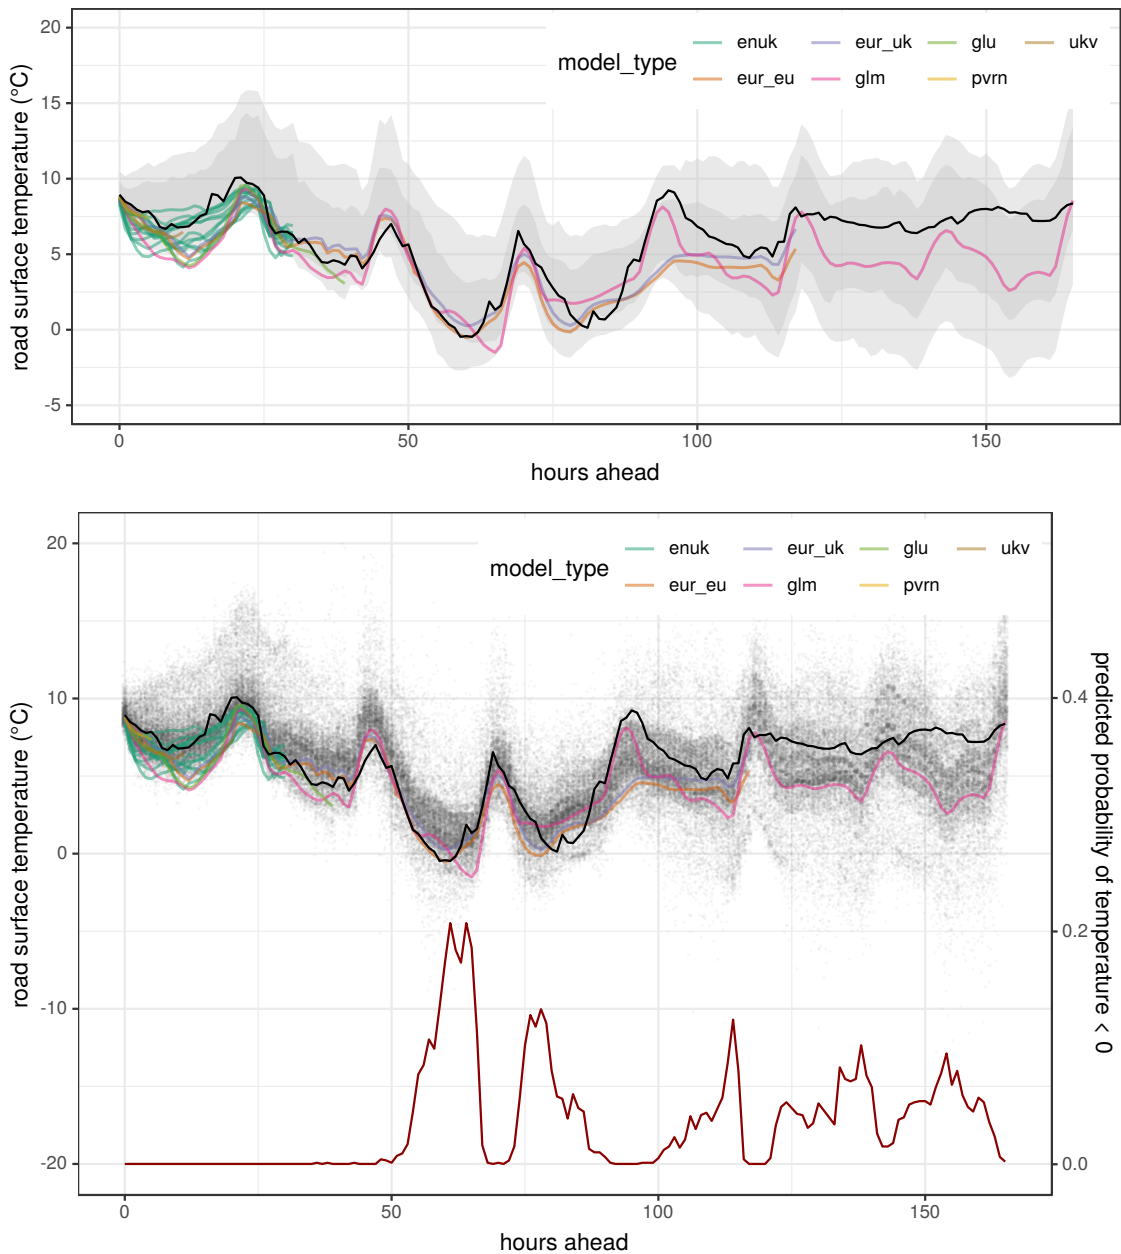 20
15
10
5
0
-5
road surface temperature (°C)
model_type
enuk
eur_uk
glu
ukv
eur_eu
glm
pvrn
0
50
100
150
hours ahead
20
10
0
-10
-20
road surface temperature (°C)
model_type
enuk
eur_uk
glu
ukv
eur_eu
glm
pvrn
0.4
0.2
0.0
predicted probability of temperature < 0
0
50
100
150
hours ahead